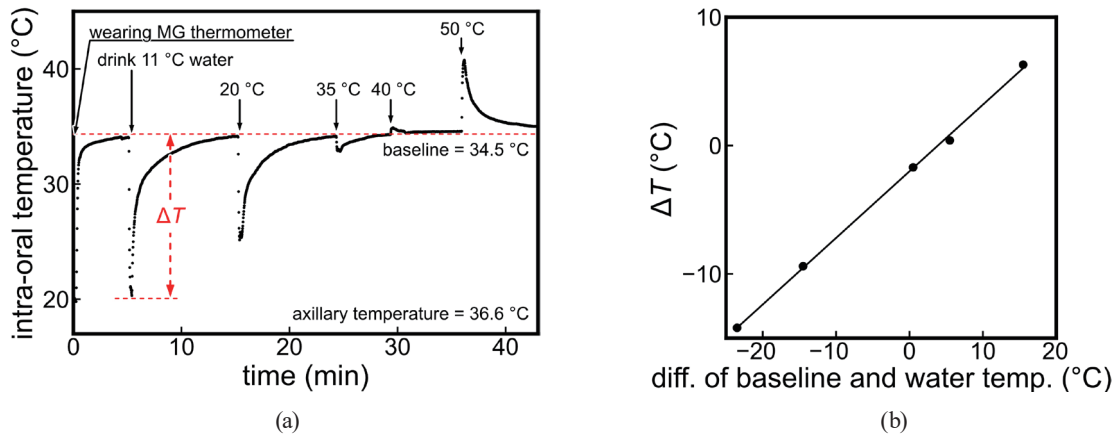 (a)
intra-oral temperature (°C)
40
30
20
wearing MG thermometer
drink 11 °C water
20 °C
35 °C
40 °C
50 °C
baseline = 34.5 °C
ΔT
axillary temperature = 36.6 °C
0
10
20
30
40
time (min)
(a)
(b)
ΔT (°C)
10
0
−10
−20
−10
0
10
20
diff. of baseline and water temp. (°C)
(b)